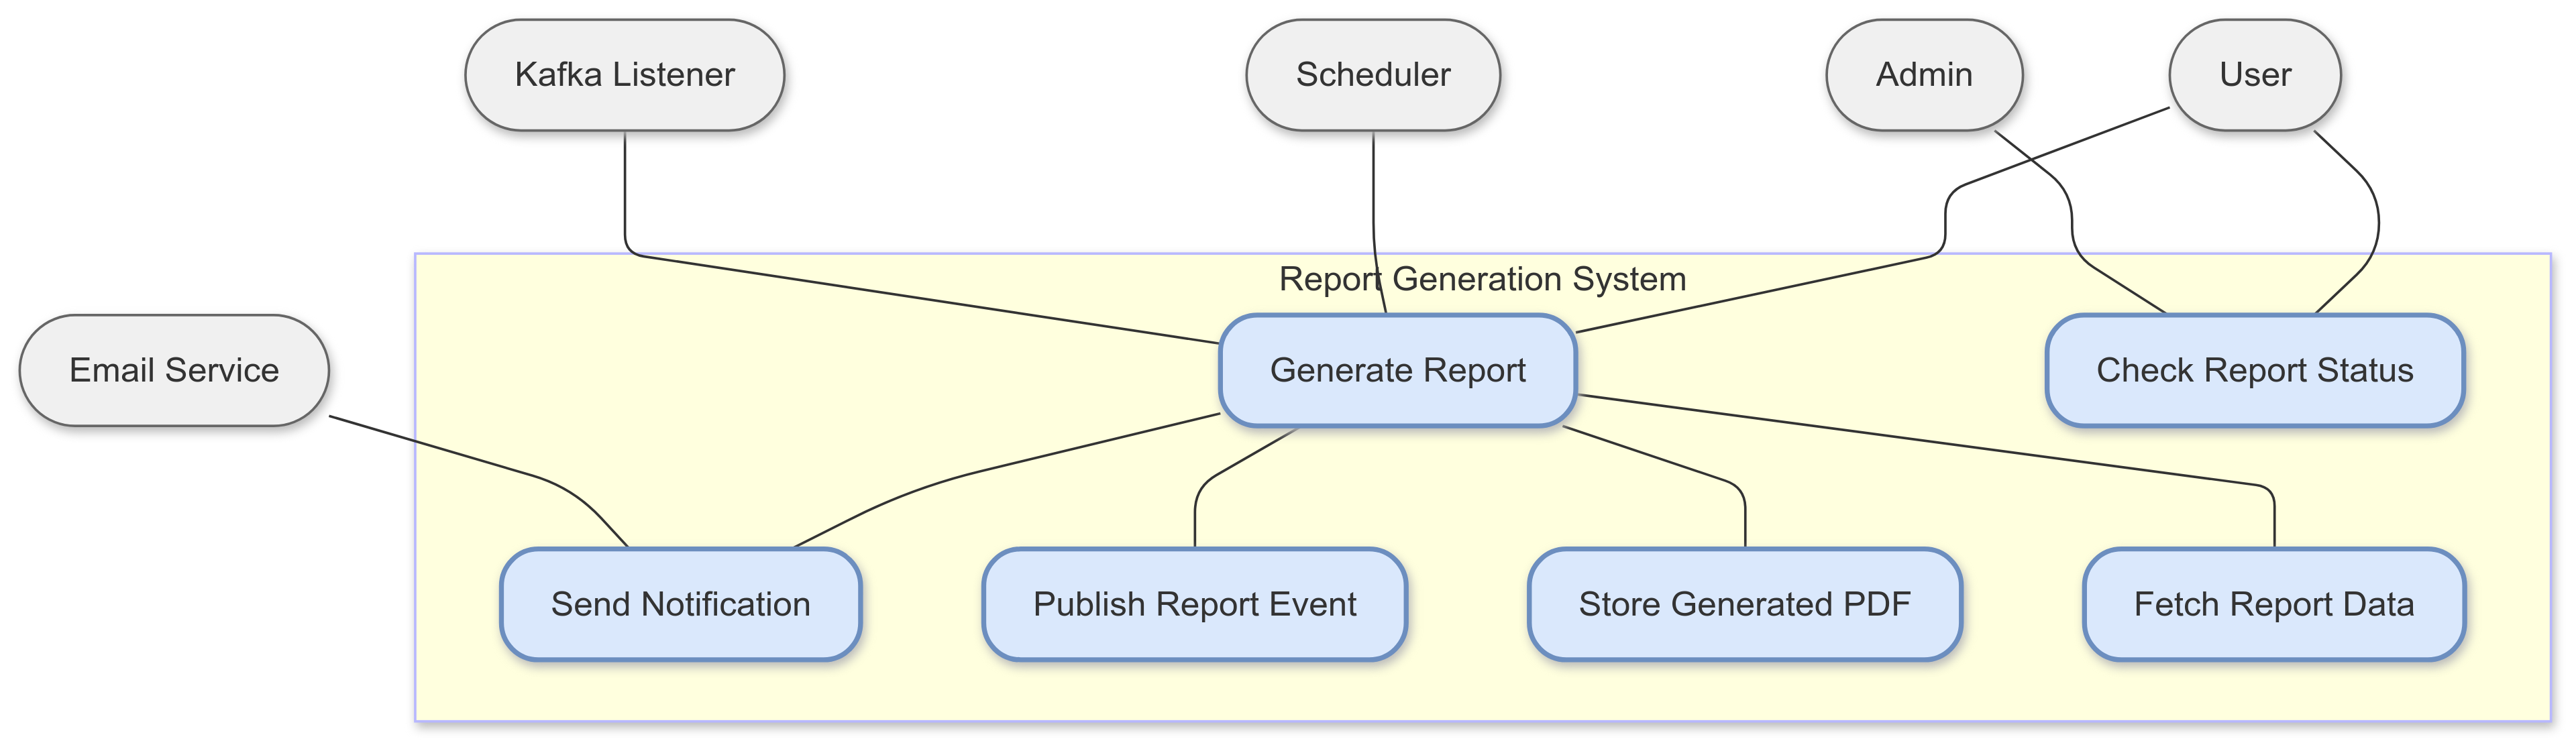 Kafka Listener
Scheduler
Admin
User
Report Generation System
Email Service
Generate Report
Check Report Status
Send Notification
Publish Report Event
Store Generated PDF
Fetch Report Data